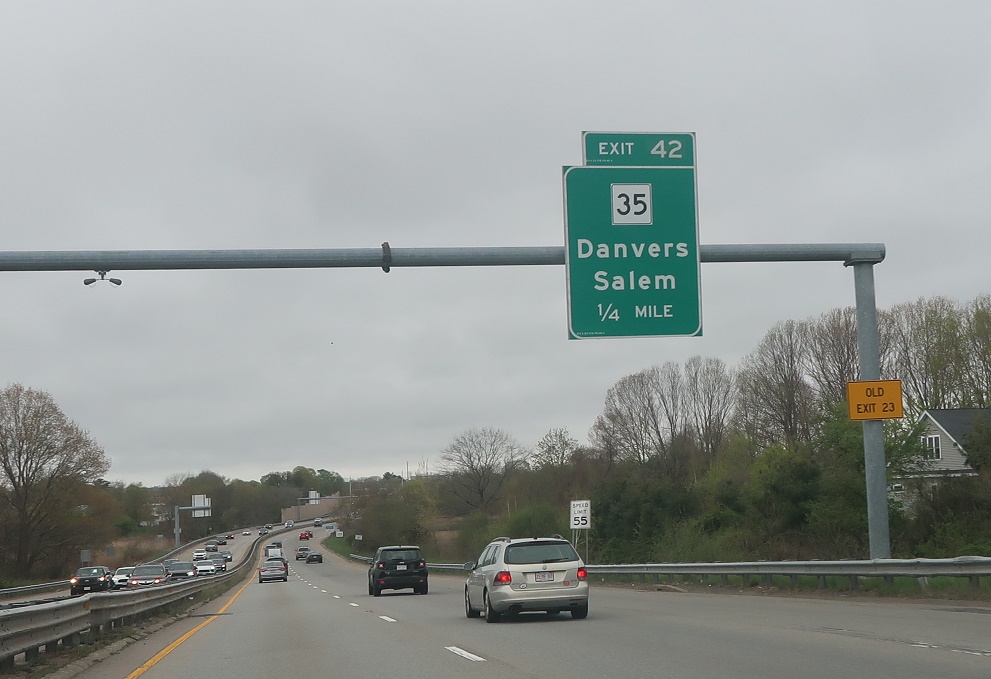 EXIT 42
35
Danvers
Salem
1/4 MILE
OLD
EXIT 23
SPEED
LIMIT
55